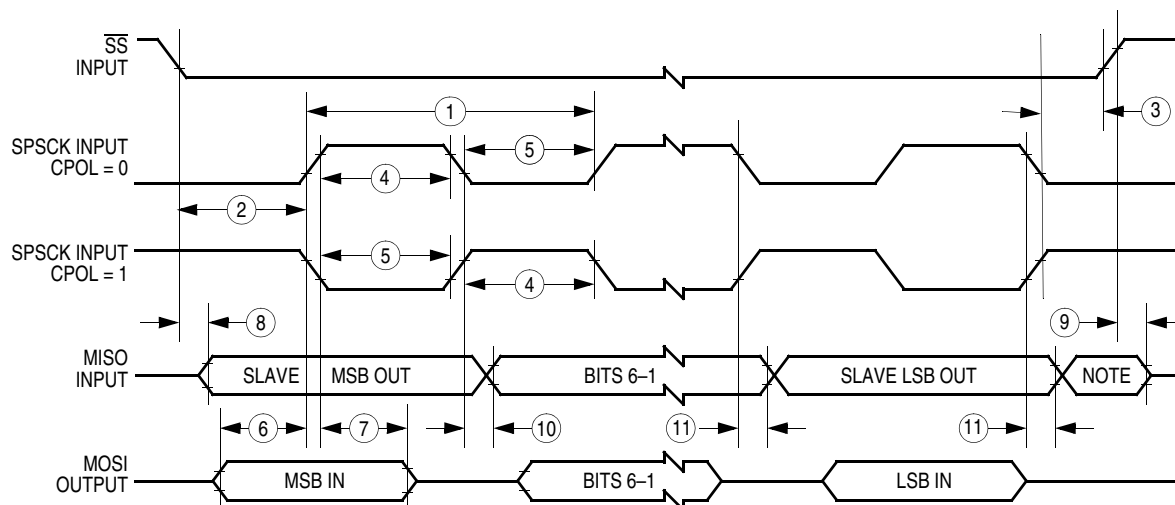 SS
INPUT
1
3
SPSCK INPUT
CPOL = 0
5
4
2
SPSCK INPUT
CPOL = 1
5
4
8
9
MISO
INPUT
SLAVE MSB OUT
BITS 6–1
SLAVE LSB OUT
NOTE
6
7
10
11
11
MOSI
OUTPUT
MSB IN
BITS 6–1
LSB IN